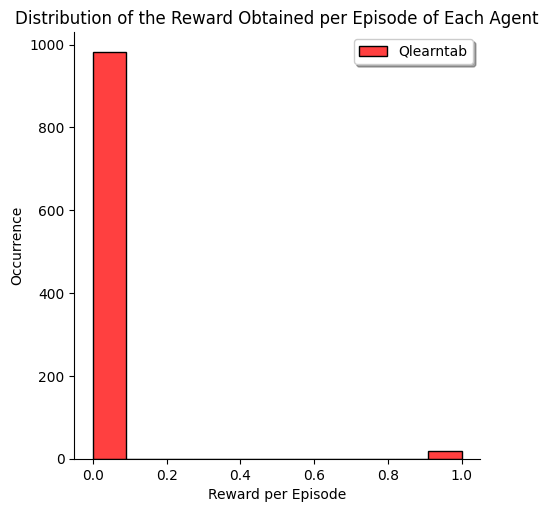 Distribution of the Reward Obtained per Episode of Each Agent
Qlearntab
1000
800
600
400
200
0
Occurrence
0.0 0.2 0.4 0.6 0.8 1.0
Reward per Episode